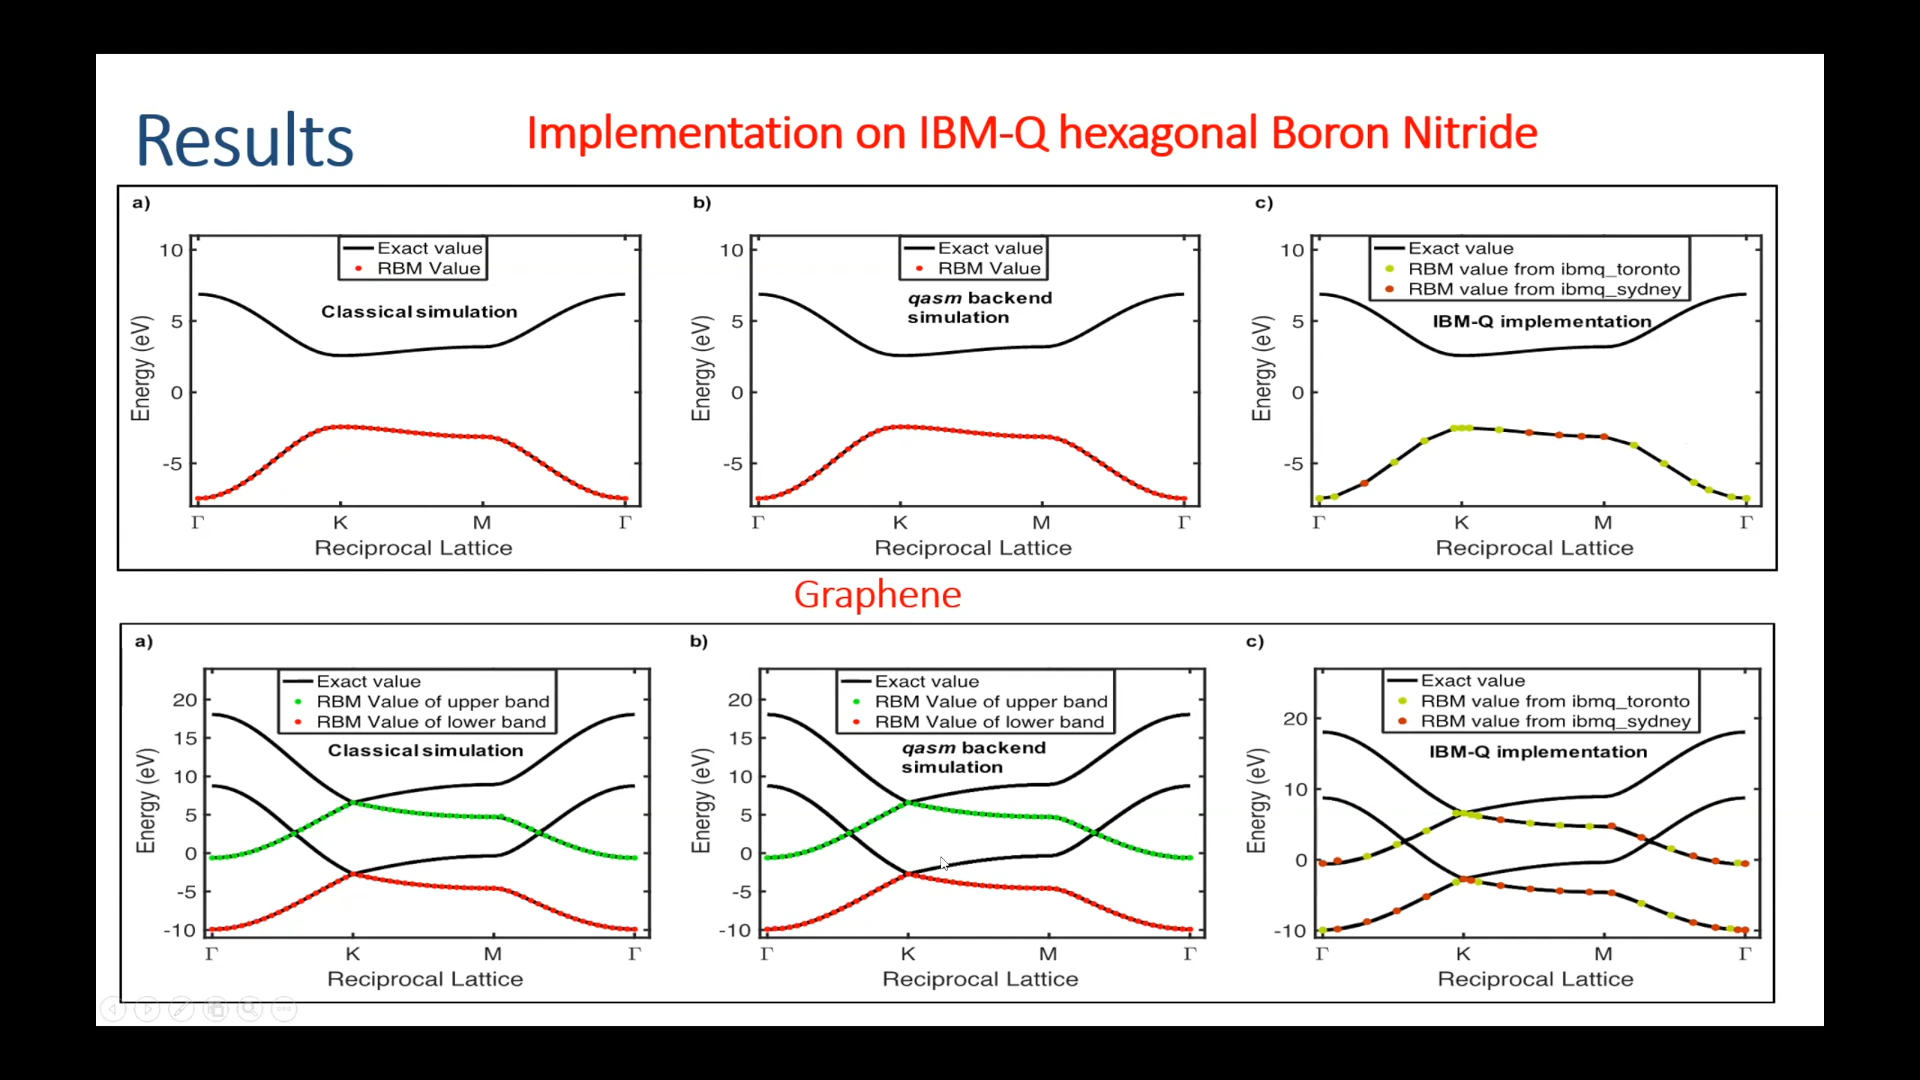 Results
Implementation on IBM-Q hexagonal Boron Nitride
a)
10
5
0
-5
Energy (eV)
Exact value
RBM Value
Classical simulation
Γ K M Γ
Reciprocal Lattice
b)
10
5
0
-5
Energy (eV)
Exact value
RBM Value
qasm backend
simulation
Γ K M Γ
Reciprocal Lattice
c)
10
5
0
-5
Energy (eV)
Exact value
RBM value from ibmq_toronto
RBM value from ibmq_sydney
IBM-Q implementation
Γ K M Γ
Reciprocal Lattice
Graphene
a)
20
15
10
5
0
-5
-10
Energy (eV)
Exact value
RBM Value of upper band
RBM Value of lower band
Classical simulation
Γ K M Γ
Reciprocal Lattice
b)
20
15
10
5
0
-5
-10
Energy (eV)
Exact value
RBM Value of upper band
RBM Value of lower band
qasm backend
simulation
Γ K M Γ
Reciprocal Lattice
c)
20
10
0
-10
Energy (eV)
Exact value
RBM value from ibmq_toronto
RBM value from ibmq_sydney
IBM-Q implementation
Γ K M Γ
Reciprocal Lattice